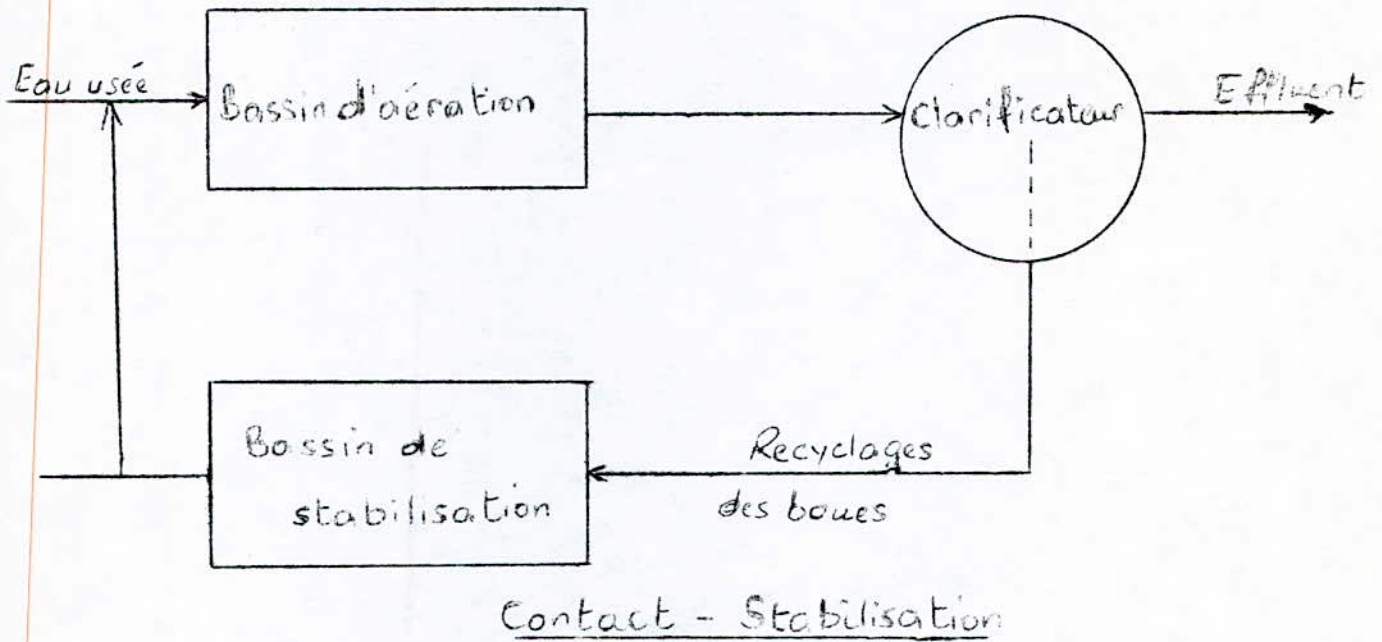 Eau usée
Bassin d'aération
Clarificateur
Effluent
Bassin de
stabilisation
Recyclages
des boues
Contact - Stabilisation